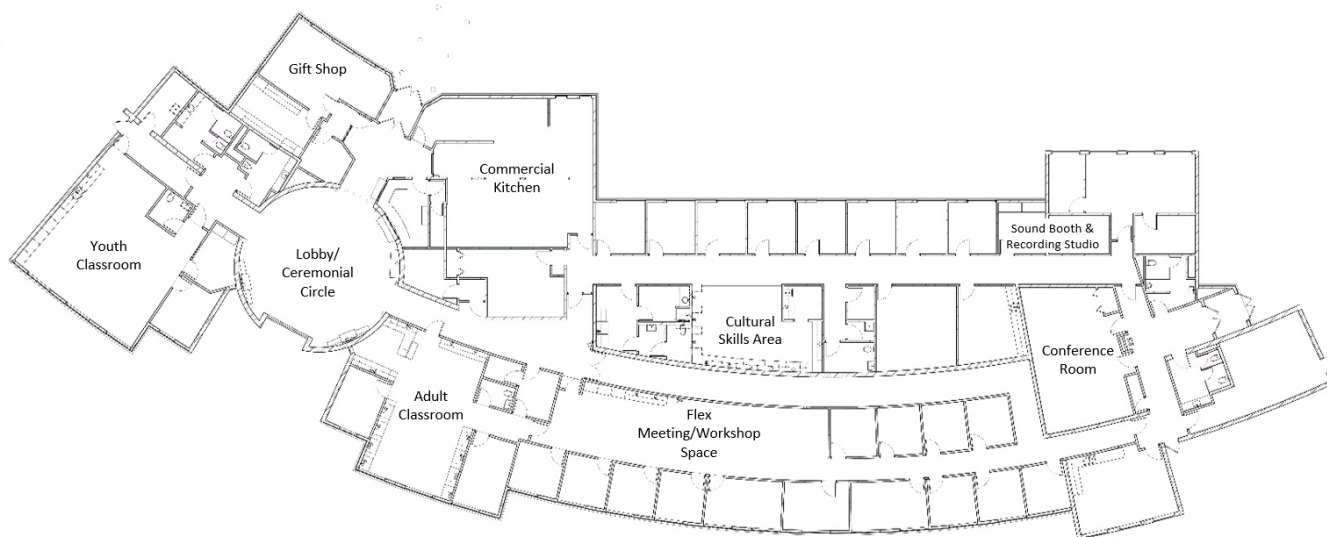 Gift Shop
Commercial
Kitchen
Youth
Classroom
Lobby/
Ceremonial
Circle
Sound Booth &
Recording Studio
Cultural
Skills Area
Conference
Room
Adult
Classroom
Flex
Meeting/Workshop
Space